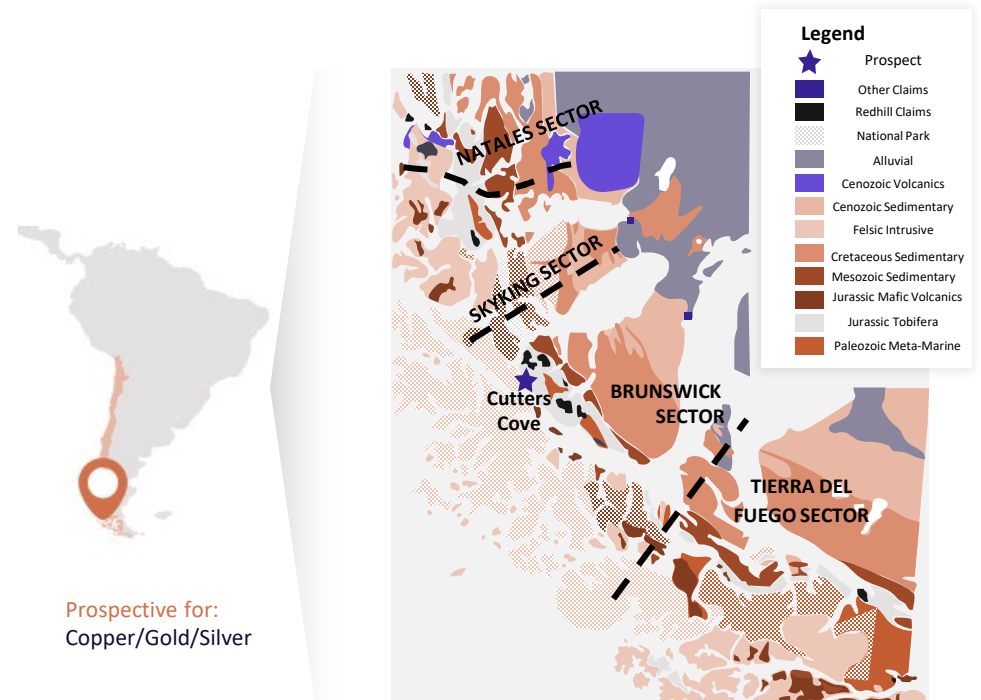 Legend
Prospect
Other Claims
Redhill Claims
National Park
Alluvial
Cenozoic Volcanics
Cenozoic Sedimentary
Felsic Intrusive
Cretaceous Sedimentary
Mesozoic Sedimentary
Jurassic Mafic Volcanics
Jurassic Tobifera
Paleozoic Meta-Marine
NATALES SECTOR
SKYKING SECTOR
Cutters
Cove
BRUNSWICK
SECTOR
TIERRA DEL
FUEGO SECTOR
Prospective for:
Copper/Gold/Silver